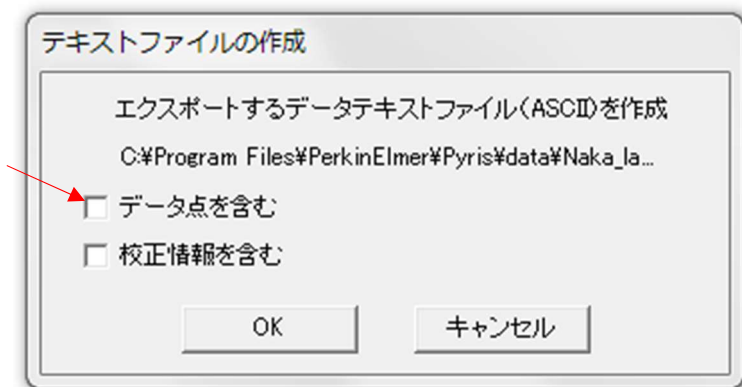 テキストファイルの作成
エクスポートするデータテキストファイル(ASCII)を作成
C:¥Program Files¥PerkinElmer¥Pyris¥data¥Naka_la...
データ点を含む
校正情報を含む
OK
キャンセル